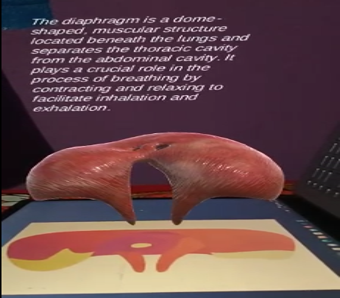 The diaphragm is a dome-
shaped, muscular structure
located beneath the lungs and
separates the thoracic cavity
from the abdominal cavity. It
plays a crucial role in the
process of breathing by
contracting and relaxing to
facilitate inhalation and
exhalation.